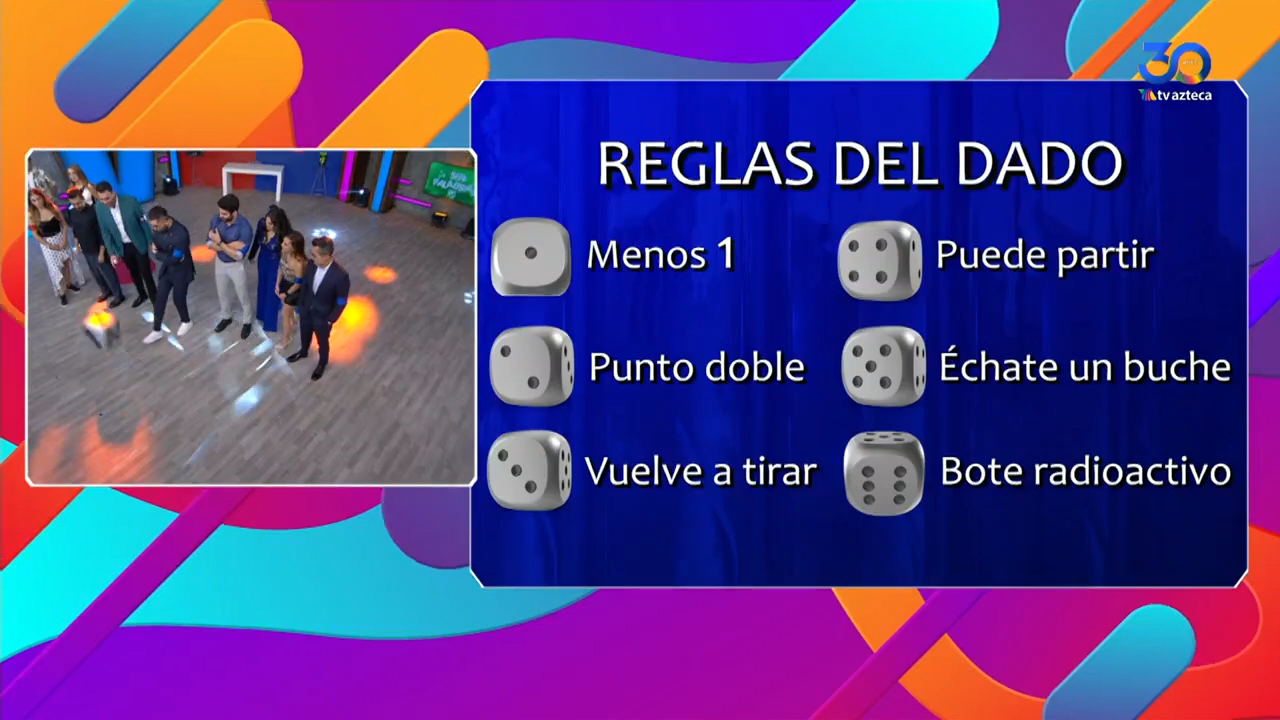 30
tv azteca
REGLAS DEL DADO
Menos 1
Puede partir
Punto doble
Échate un buche
Vuelve a tirar
Bote radioactivo